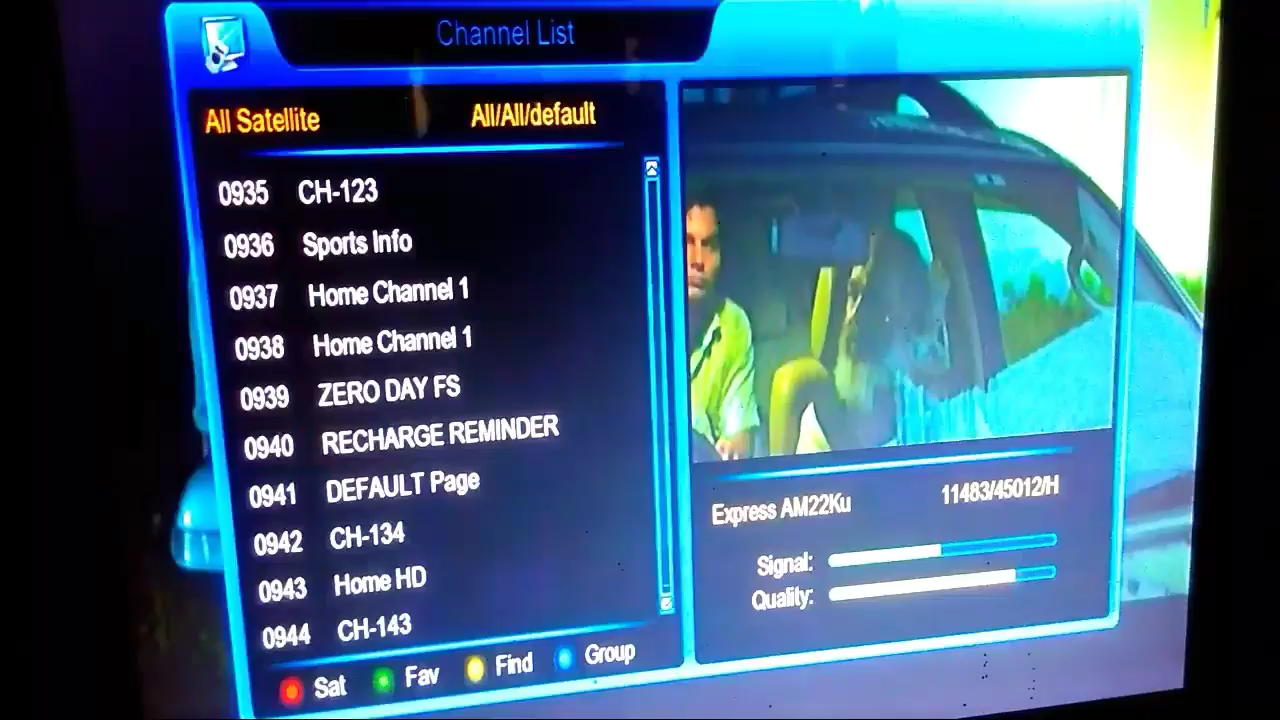 Channel List
All Satellite All/All/default
0935 CH-123
0936 Sports Info
0937 Home Channel 1
0938 Home Channel 1
0939 ZERO DAY FS
0940 RECHARGE REMINDER
0941 DEFAULT Page
0942 CH-134
0943 Home HD
0944 CH-143
Sat Fav Find Group
Express AM22Ku 11483/45012/H
Signal:
Quality: